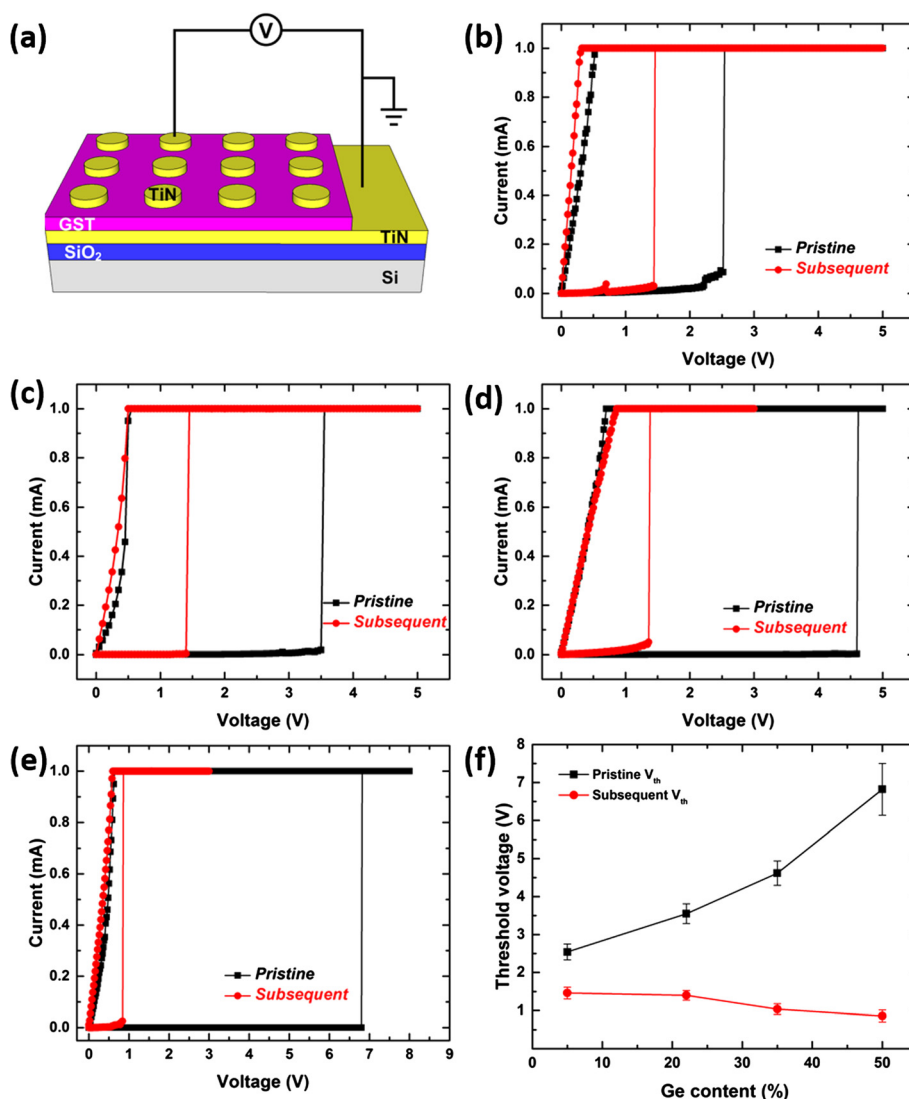 (a)
V
TiN
GST
TiN
SiO2
Si
(b)
Current (mA)
1.0
0.8
0.6
0.4
0.2
0.0
Pristine
Subsequent
0 1 2 3 4 5
Voltage (V)
(c)
Current (mA)
1.0
0.8
0.6
0.4
0.2
0.0
Pristine
Subsequent
0 1 2 3 4 5
Voltage (V)
(d)
Current (mA)
1.0
0.8
0.6
0.4
0.2
0.0
Pristine
Subsequent
0 1 2 3 4 5
Voltage (V)
(e)
Current (mA)
1.0
0.8
0.6
0.4
0.2
0.0
Pristine
Subsequent
0 1 2 3 4 5 6 7 8 9
Voltage (V)
(f)
Threshold voltage (V)
8
7
6
5
4
3
2
1
Pristine Vth
Subsequent Vth
0 10 20 30 40 50
Ge content (%)